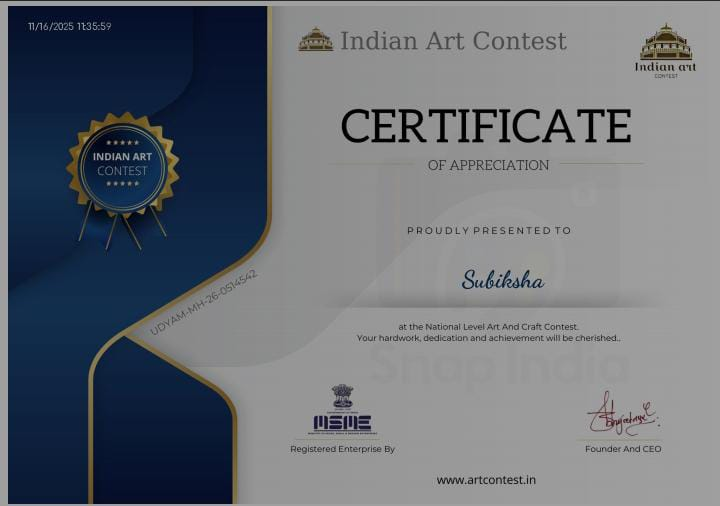 11/16/2025 11:35:59
Indian Art Contest
Indian art
CONTEST
CERTIFICATE
OF APPRECIATION
INDIAN ART
CONTEST
PROUDLY PRESENTED TO
Subiksha
UDYAM-MH-26-0514542
at the National Level Art And Craft Contest.
Your hardwork, dedication and achievement will be cherished..
Snap India
MSME
Registered Enterprise By
Founder And CEO
www.artcontest.in